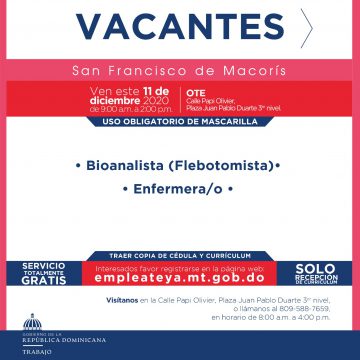 VACANTES
San Francisco de Macorís
Ven este 11 de
diciembre 2020
de 9:00 a.m. a 2:00 p.m.
OTE
Calle Papi Olivier,
Plaza Juan Pablo Duarte 3er nivel.
USO OBLIGATORIO DE MASCARILLA
• Bioanalista (Flebotomista)•
• Enfermera/o •
TRAER COPIA DE CÉDULA Y CURRÍCULUM
SERVICIO
TOTALMENTE
GRATIS
Interesados favor registrarse en la página web:
empleateya.mt.gob.do
SOLO
RECEPCIÓN
DE CURRICULUM
Visítanos en la Calle Papi Olivier, Plaza Juan Pablo Duarte 3er nivel,
o llámanos al 809-588-7659,
en horario de 8:00 a.m. a 4:00 p.m.
GOBIERNO DE LA
REPÚBLICA DOMINICANA
TRABAJO